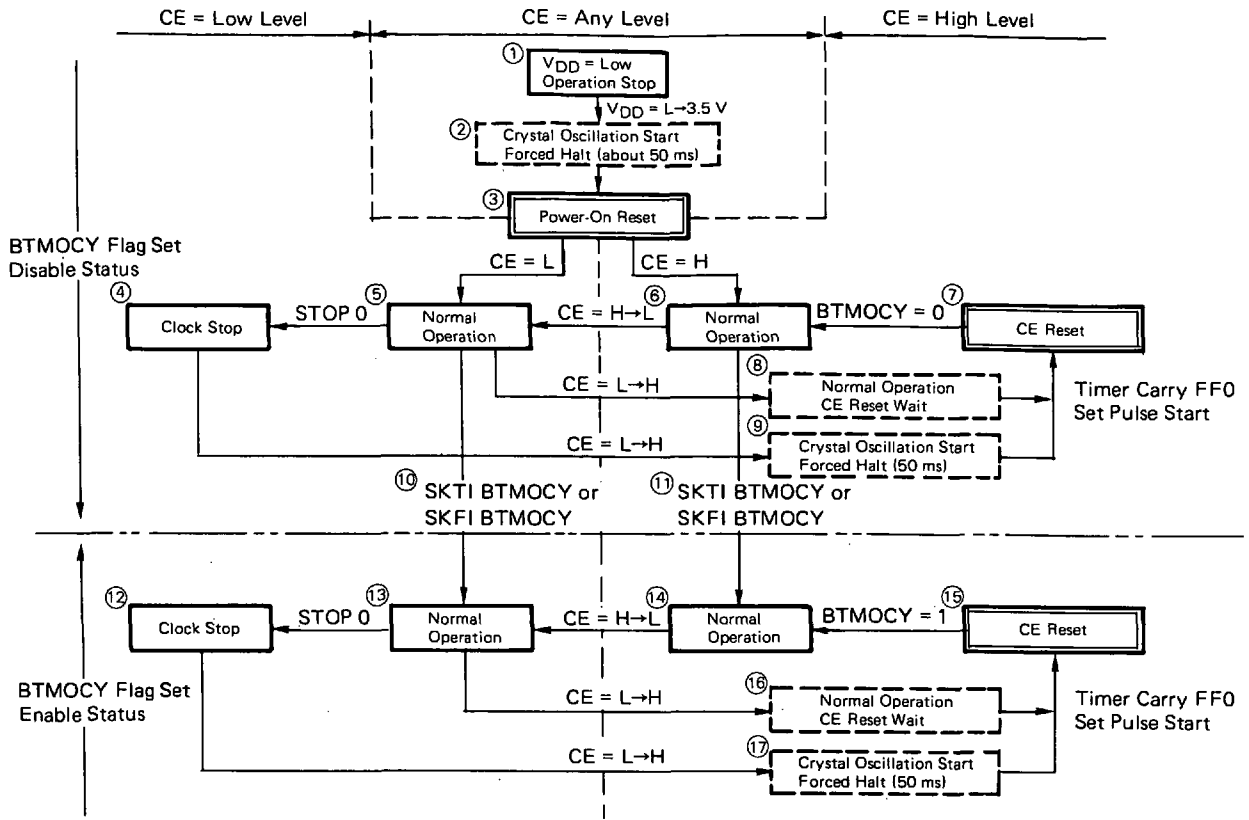 CE = Low Level
CE = Any Level
CE = High Level
①
VDD = Low
Operation Stop
VDD = L→3.5 V
②
Crystal Oscillation Start
Forced Halt (about 50 ms)
③
Power-On Reset
BTMOCY Flag Set
Disable Status
CE = L
CE = H
④
Clock Stop
STOP 0
⑤
Normal
Operation
CE = H→L
⑥
Normal
Operation
BTMOCY = 0
⑦
CE Reset
CE = L→H
⑧
Normal Operation
CE Reset Wait
Timer Carry FF0
Set Pulse Start
CE = L→H
⑨
Crystal Oscillation Start
Forced Halt (50 ms)
⑩
SKTI BTMOCY or
SKFI BTMOCY
⑪
SKTI BTMOCY or
SKFI BTMOCY
⑫
Clock Stop
STOP 0
⑬
Normal
Operation
CE = H→L
⑭
Normal
Operation
BTMOCY = 1
⑮
CE Reset
BTMOCY Flag Set
Enable Status
CE = L→H
⑯
Normal Operation
CE Reset Wait
Timer Carry FF0
Set Pulse Start
CE = L→H
⑰
Crystal Oscillation Start
Forced Halt (50 ms)